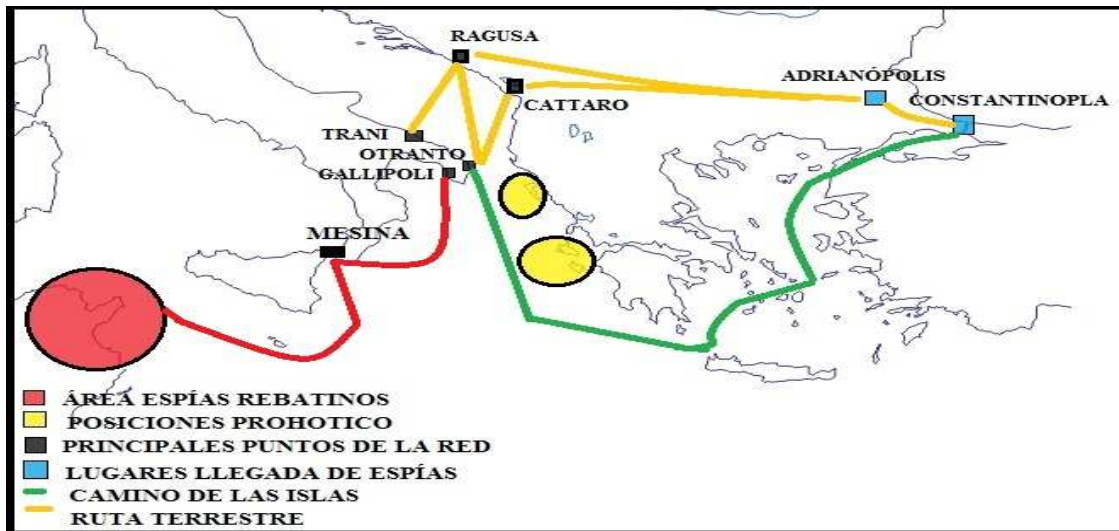 RAGUSA
ADRIANÓPOLIS
CATTARO
CONSTANTINOPLA
TRANI
OTRANTO
GALLIPOLI
MESINA
ÁREA ESPÍAS REBATINOS
POSICIONES PROHOTICO
PRINCIPALES PUNTOS DE LA RED
LUGARES LLEGADA DE ESPÍAS
CAMINO DE LAS ISLAS
RUTA TERRESTRE